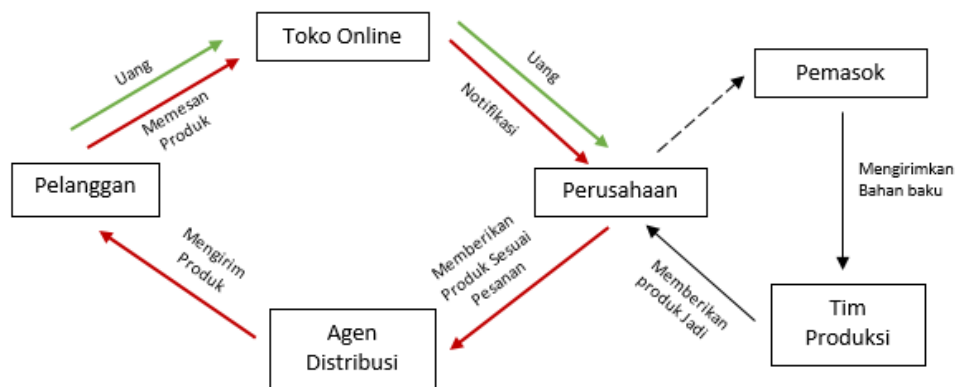 Toko Online
Uang
Memesan
Produk
Uang
Notifikasi
Pemasok
Pelanggan
Perusahaan
Mengirimkan
Bahan baku
Mengirim
Produk
Memberikan
Produk Sesuai
Pesanan
Memberikan
produk Jadi
Agen
Distribusi
Tim
Produksi